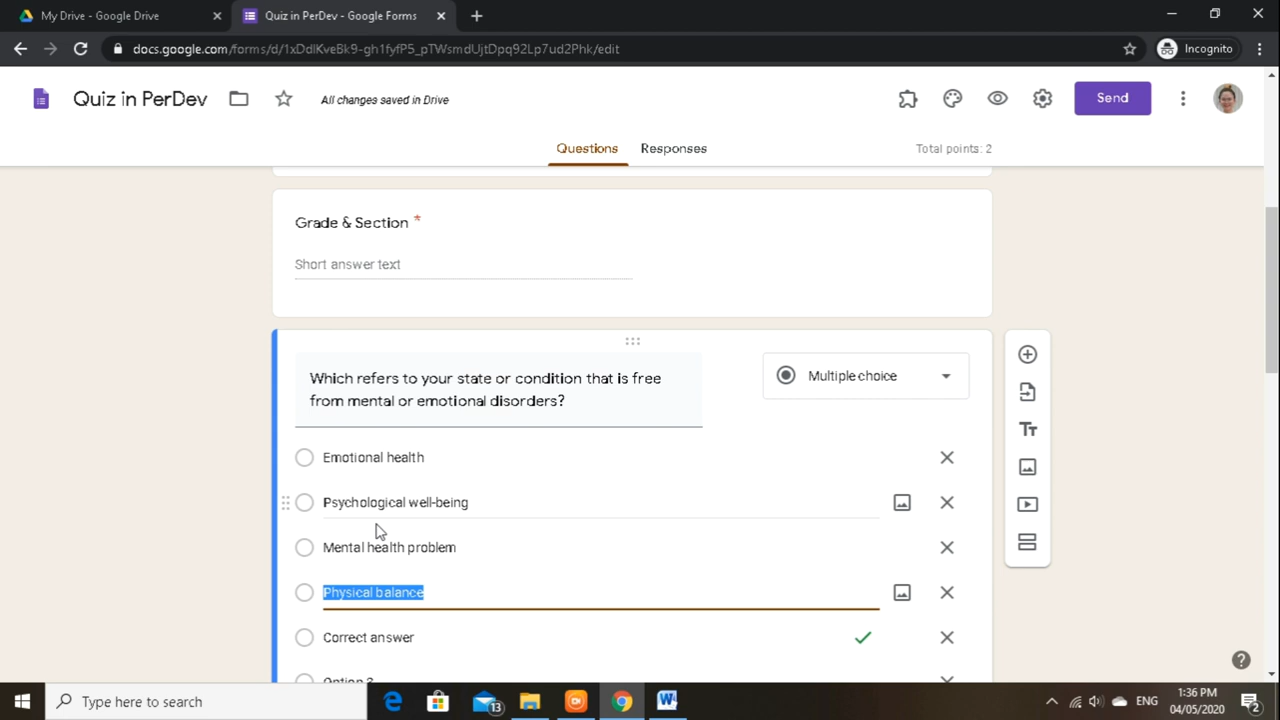 My Drive - Google Drive
Quiz in PerDev - Google Forms
docs.google.com/forms/d/1xDdlKveBk9-gh1fyfP5_pTWsmdUjtDpq92Lp7ud2Phk/edit
Incognito
Quiz in PerDev
All changes saved in Drive
Send
Questions
Responses
Total points: 2
Grade & Section *
Short answer text
Which refers to your state or condition that is free
from mental or emotional disorders?
Multiple choice
Emotional health
Psychological well-being
Mental health problem
Physical balance
Correct answer
Type here to search
13
ENG
1:36 PM
04/05/2020
2